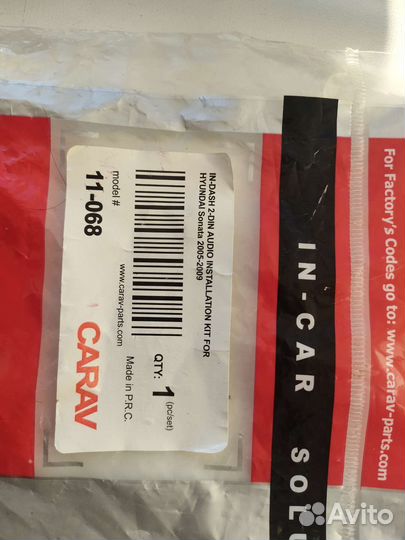 IN-DASH 2-DIN AUDIO INSTALLATION KIT FOR
HYUNDAI Sonata 2005-2009
QTY: 1 (pc/set)
model #
11-068
www.carav-parts.com
Made in P.R.C.
CARAV
IN-CAR SOLU
For Factory's Codes go to: www.carav-parts.com
Avito